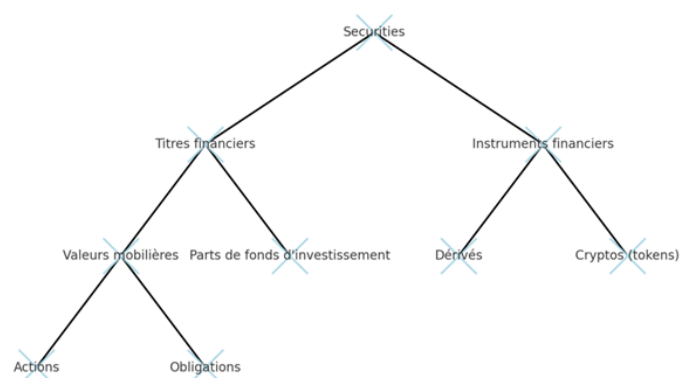 Securities
Titres financiers
Instruments financiers
Valeurs mobilières
Parts de fonds d'investissement
Dérivés
Cryptos (tokens)
Actions
Obligations